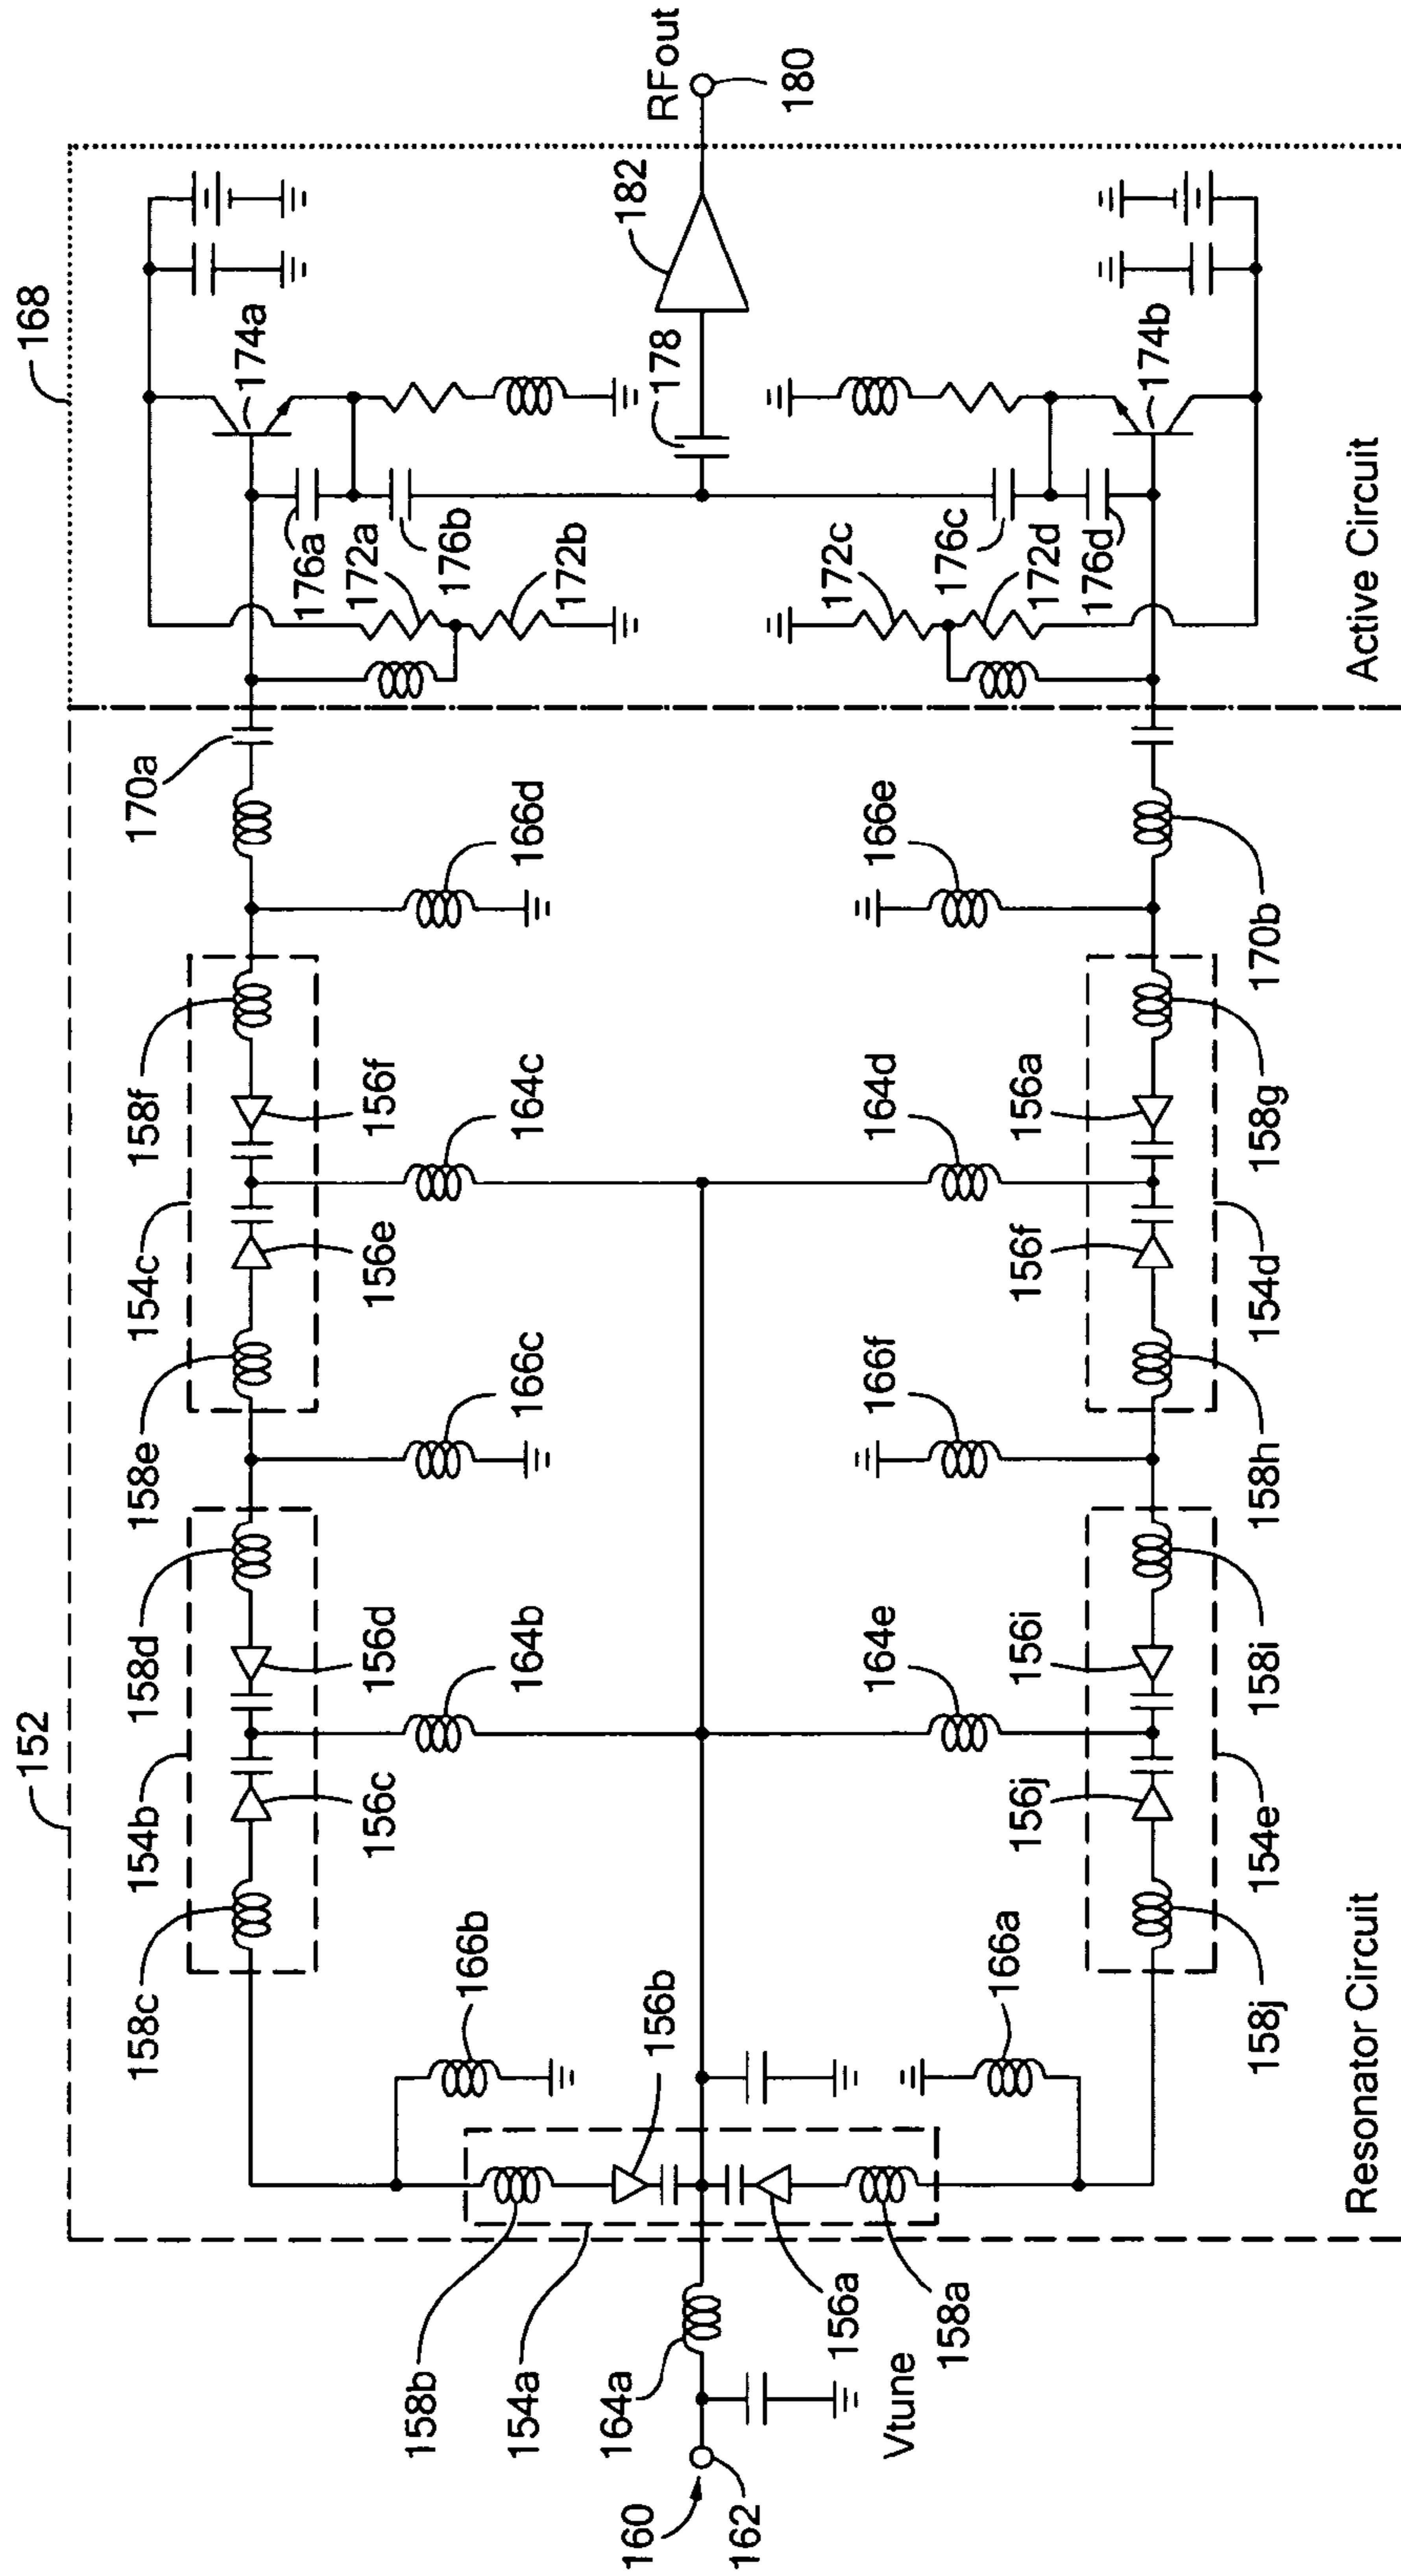 152
168
154b
158d
154c
158f
170a
158c
158e
174a
156c
156d
156e
156f
166d
176a
172a
176b
172b
166b
164b
166c
164c
158b
154a
164a
160
162
Vtune
156b
156a
158a
178
182
RFout
180
166a
164e
166f
164d
166e
172c
176c
172d
176d
174b
156j
156i
156f
156a
158j
154e
158i
158h
154d
158g
170b
Resonator Circuit
Active Circuit